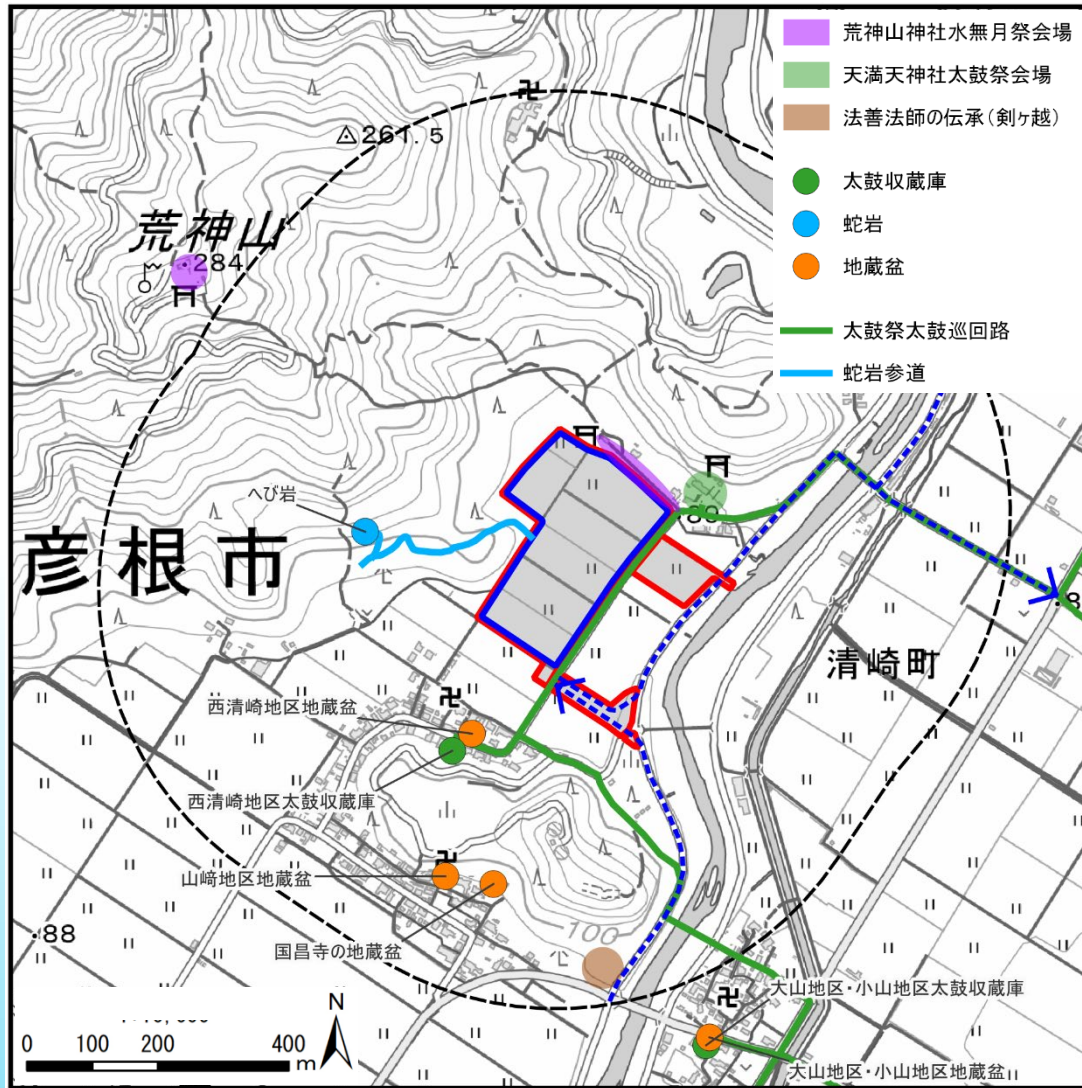 荒神山神社水無月祭会場
天満天神社太鼓祭会場
法善法師の伝承(剣ヶ越)
太鼓収蔵庫
蛇岩
地蔵盆
太鼓祭太鼓巡回路
蛇岩参道
261.5
荒神山
284
へび岩
彦根市
89
清崎町
西清崎地区地蔵盆
西清崎地区太鼓収蔵庫
山﨑地区地蔵盆
国昌寺の地蔵盆
100
88
大山地区・小山地区太鼓収蔵庫
大山地区・小山地区地蔵盆
N
0 100 200 400
m